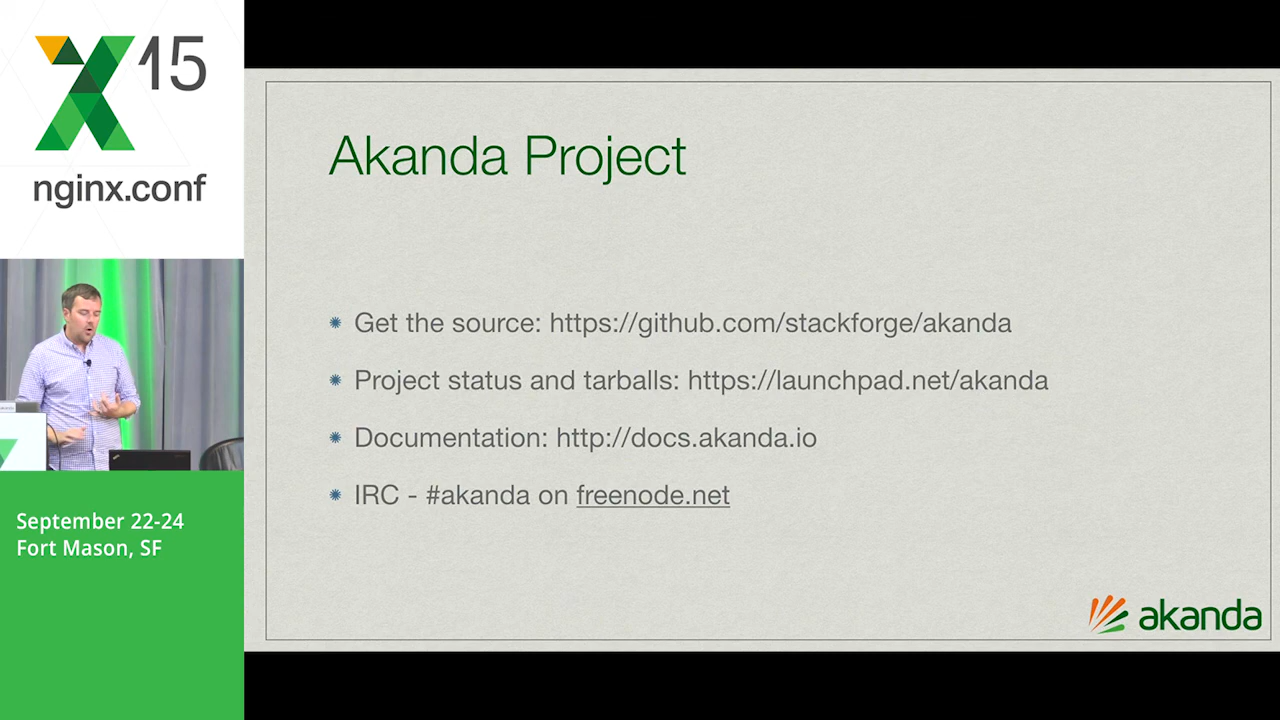 15
nginx.conf
September 22-24
Fort Mason, SF
Akanda Project
Get the source: https://github.com/stackforge/akanda
Project status and tarballs: https://launchpad.net/akanda
Documentation: http://docs.akanda.io
IRC - #akanda on freenode.net
akanda